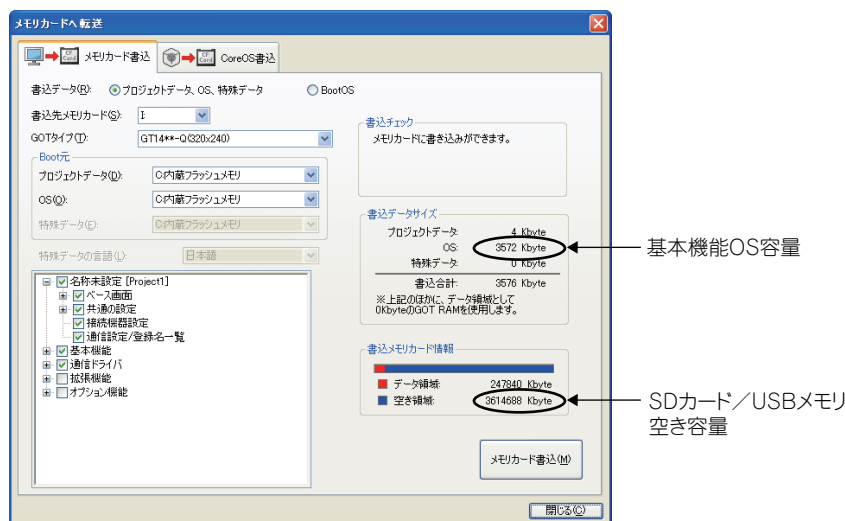 メモリカードへ転送
CF Card メモリカード書込
CF Card CoreOS書込
書込データ(R): プロジェクトデータ、OS、特殊データ BootOS
書込先メモリカード(S): I:
GOTタイプ(T): GT14**-Q(320x240)
Boot元
プロジェクトデータ(D): C:内蔵フラッシュメモリ
OS(O): C:内蔵フラッシュメモリ
特殊データ(E): C:内蔵フラッシュメモリ
特殊データの言語(L): 日本語
名称未設定 [Project1]
ベース画面
共通の設定
接続機器設定
通信設定/登録名一覧
基本機能
通信ドライバ
拡張機能
オプション機能
書込チェック
メモリカードに書き込みができます。
書込データサイズ
プロジェクトデータ: 4 Kbyte
OS: 3572 Kbyte
特殊データ: 0 Kbyte
書込合計: 3576 Kbyte
※上記のほかに、データ領域として
0KbyteのGOT RAMを使用します。
書込メモリカード情報
データ領域: 247840 Kbyte
空き領域: 3614688 Kbyte
メモリカード書込(M)
閉じる(C)
基本機能OS容量
SDカード／USBメモリ
空き容量